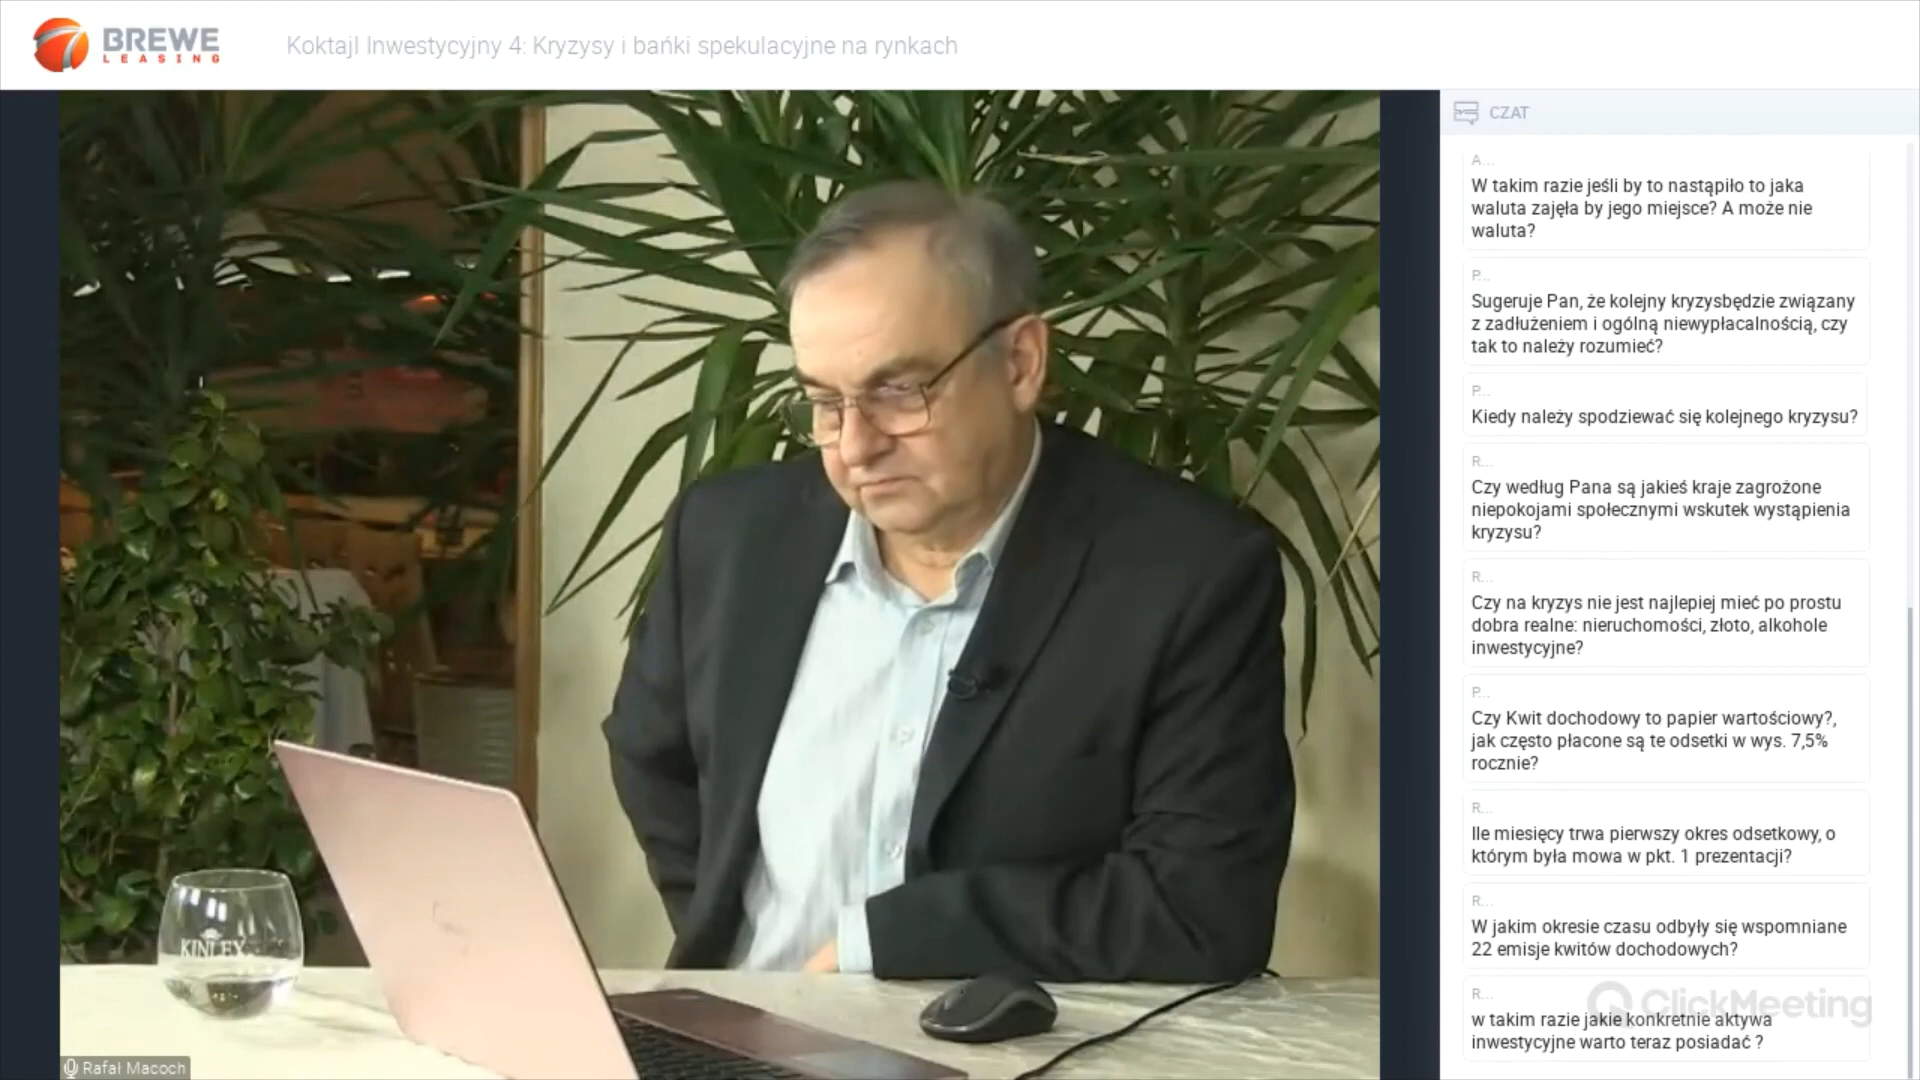 BREWE
LEASING
Koktajl Inwestycyjny 4: Kryzysy i bańki spekulacyjne na rynkach
CZAT
A...
W takim razie jeśli by to nastąpiło to jaka
waluta zajęła by jego miejsce? A może nie
waluta?
P...
Sugeruje Pan, że kolejny kryzysbędzie związany
z zadłużeniem i ogólną niewypłacalnością, czy
tak to należy rozumieć?
P...
Kiedy należy spodziewać się kolejnego kryzysu?
R...
Czy według Pana są jakieś kraje zagrożone
niepokojami społecznymi wskutek wystąpienia
kryzysu?
R...
Czy na kryzys nie jest najlepiej mieć po prostu
dobra realne: nieruchomości, złoto, alkohole
inwestycyjne?
P...
Czy Kwit dochodowy to papier wartościowy?,
jak często płacone są te odsetki w wys. 7,5%
rocznie?
R...
Ile miesięcy trwa pierwszy okres odsetkowy, o
którym była mowa w pkt. 1 prezentacji?
R...
W jakim okresie czasu odbyły się wspomniane
22 emisje kwitów dochodowych?
R...
w takim razie jakie konkretnie aktywa
inwestycyjne warto teraz posiadać ?
ClickMeeting
KINLEY
Rafał Macoch